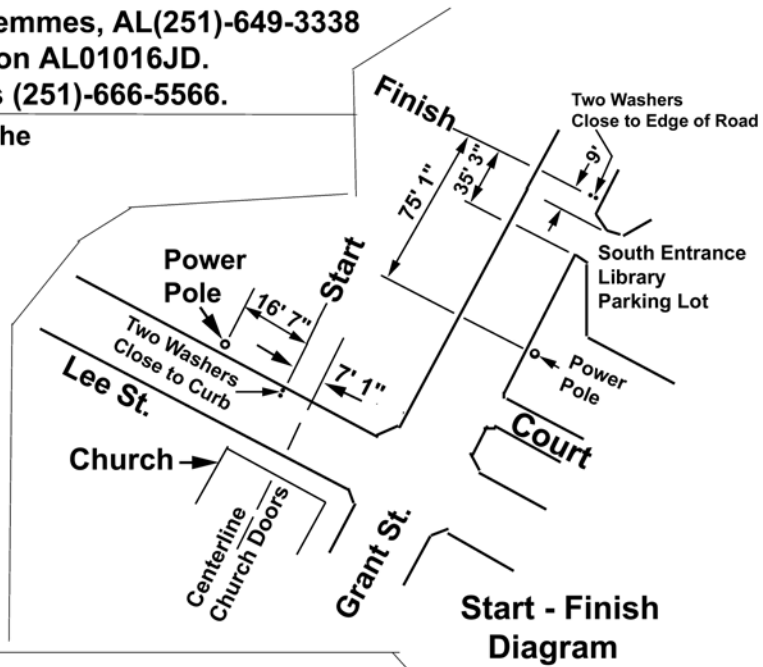 emmes, AL(251)-649-3338
on AL01016JD.
s (251)-666-5566.
he
Finish
Two Washers
Close to Edge of Road
9'
35' 3"
75' 1"
South Entrance
Library
Parking Lot
Start
Power
Pole
16' 7"
Two Washers
Close to Curb
7' 1"
Power
Pole
Lee St.
Court
Church
Centerline
Church Doors
Grant St.
Start - Finish
Diagram